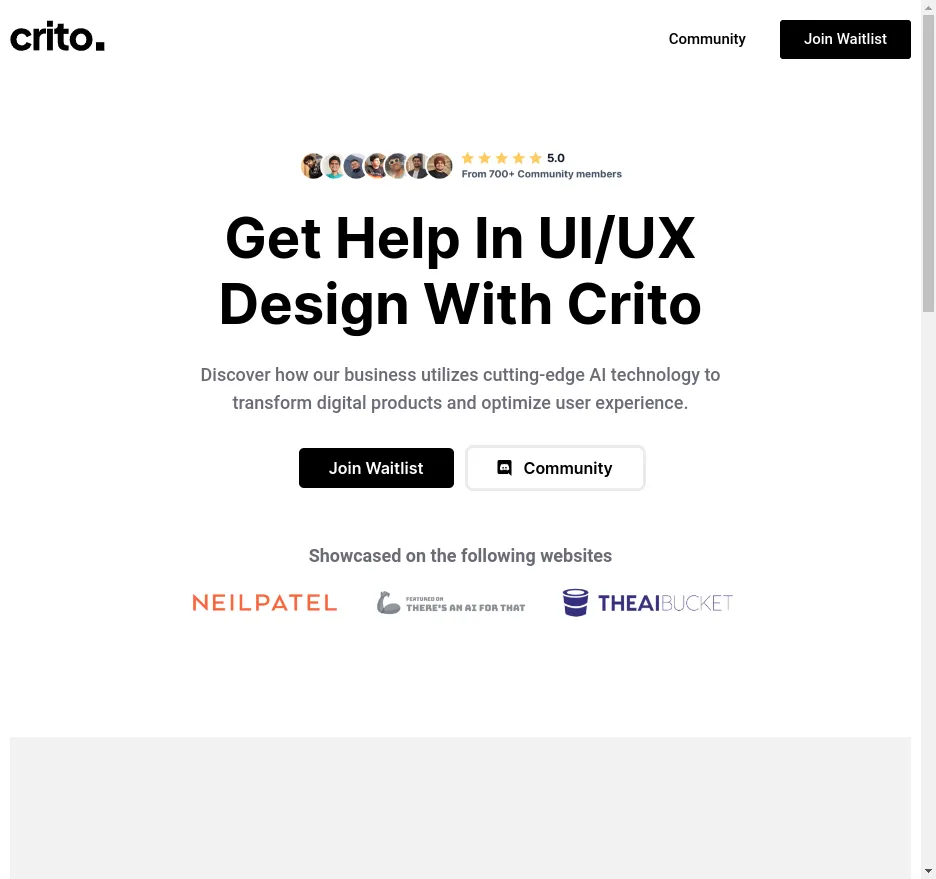 crito.
Community
Join Waitlist
5.0
From 700+ Community members
Get Help In UI/UX
Design With Crito
Discover how our business utilizes cutting-edge AI technology to
transform digital products and optimize user experience.
Join Waitlist
Community
Showcased on the following websites
NEILPATEL
FEATURED ON
THERE'S AN AI FOR THAT
THEAIBUCKET